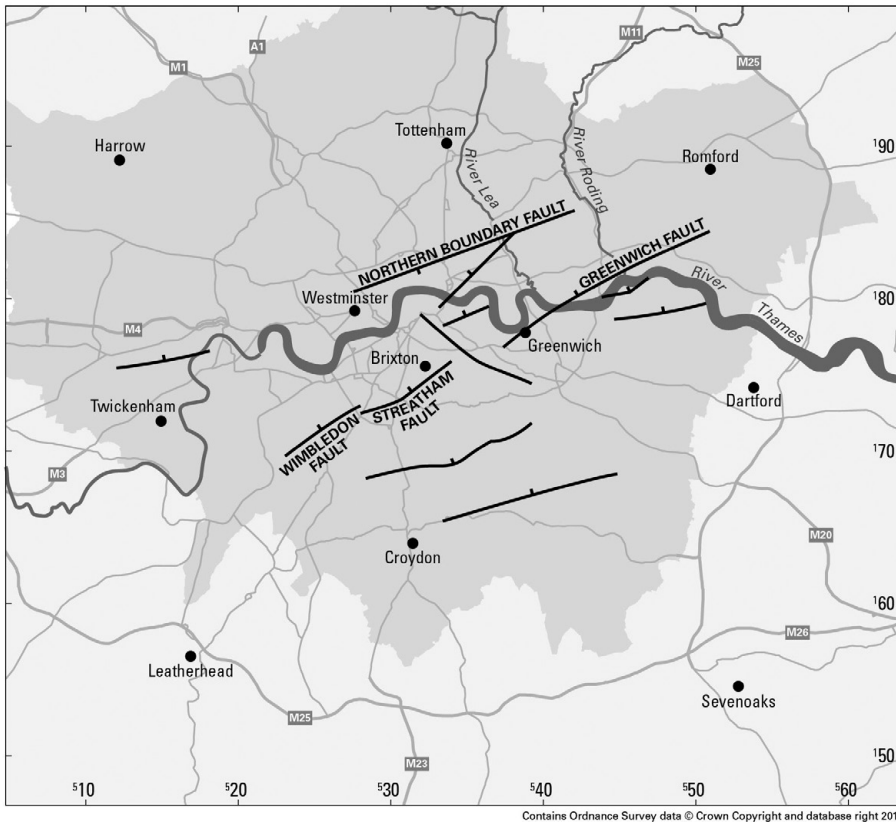 M1
A1
M11
M25
Harrow
Tottenham
River Lea
River Roding
Romford
¹90
NORTHERN BOUNDARY FAULT
GREENWICH FAULT
Westminster
River
Thames
¹80
M4
Brixton
Greenwich
Twickenham
WIMBLEDON
FAULT
STREATHAM
FAULT
Dartford
¹70
M3
M20
Croydon
¹60
M26
Leatherhead
Sevenoaks
M25
M23
¹50
⁵10
⁵20
⁵30
⁵40
⁵50
⁵60
Contains Ordnance Survey data © Crown Copyright and database right 20